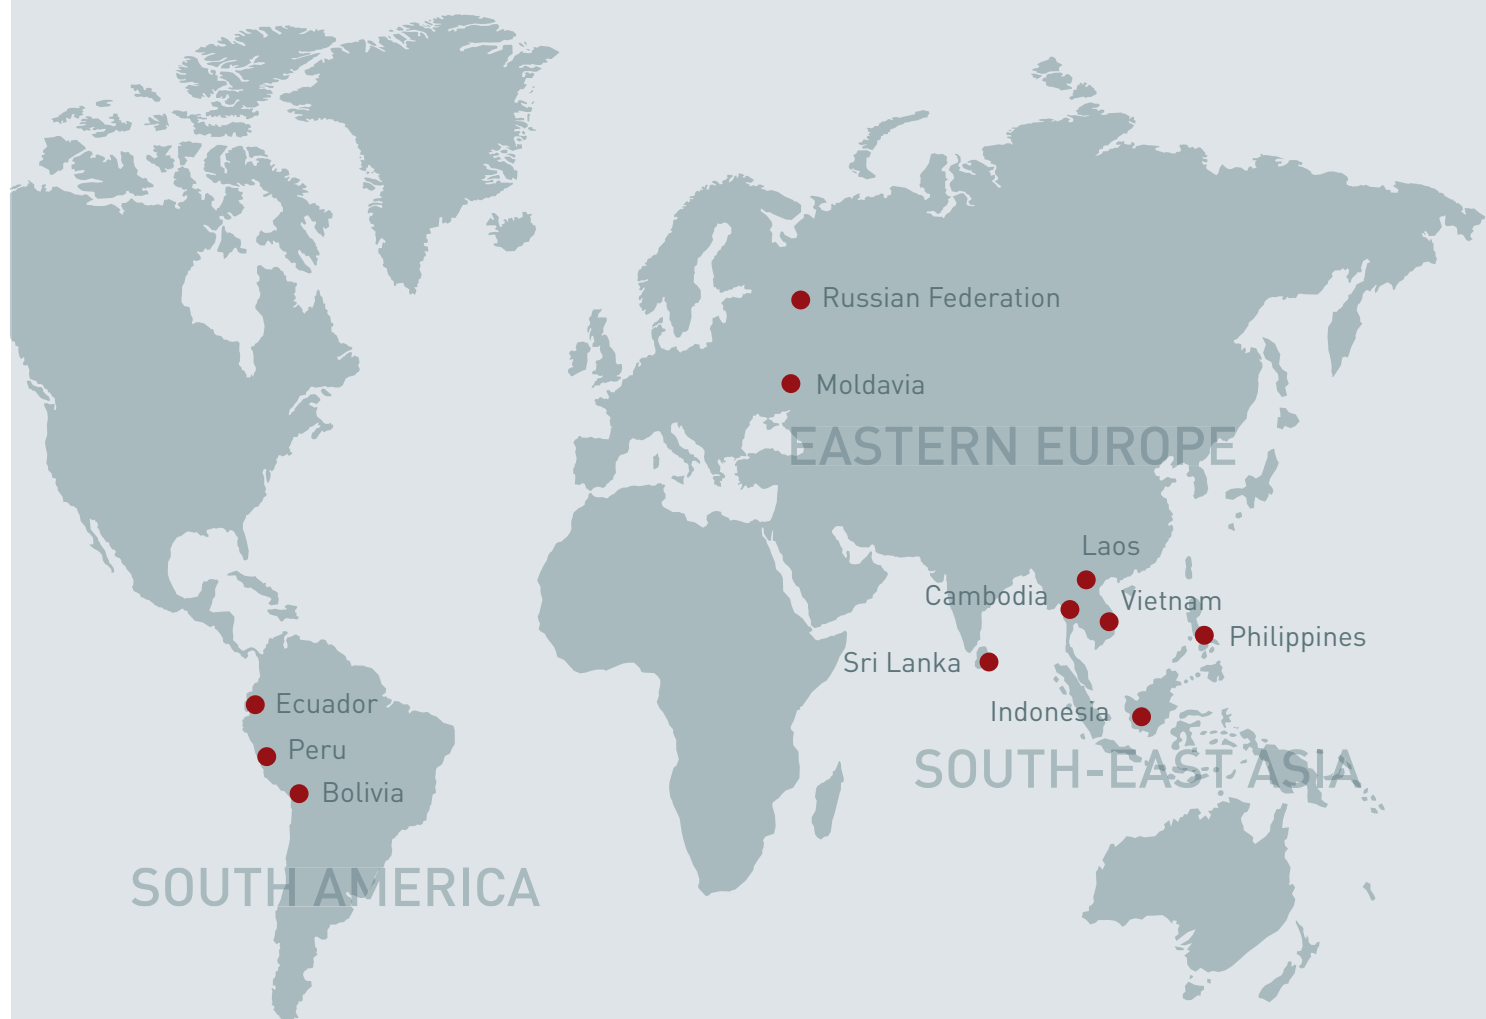 Russian Federation
Moldavia
EASTERN EUROPE
Laos
Cambodia
Vietnam
Philippines
Sri Lanka
Ecuador
Indonesia
Peru
SOUTH-EAST ASIA
Bolivia
SOUTH AMERICA